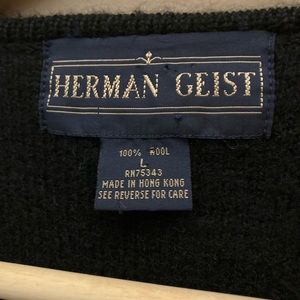 HERMAN GEIST
100% WOOL
L
RN75343
MADE IN HONG KONG
SEE REVERSE FOR CARE